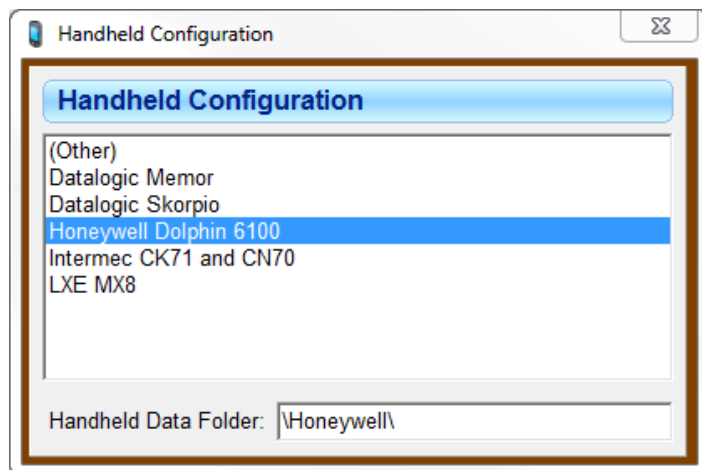 Handheld Configuration
Handheld Configuration
(Other)
Datalogic Memor
Datalogic Skorpio
Honeywell Dolphin 6100
Intermec CK71 and CN70
LXE MX8
Handheld Data Folder: \Honeywell\